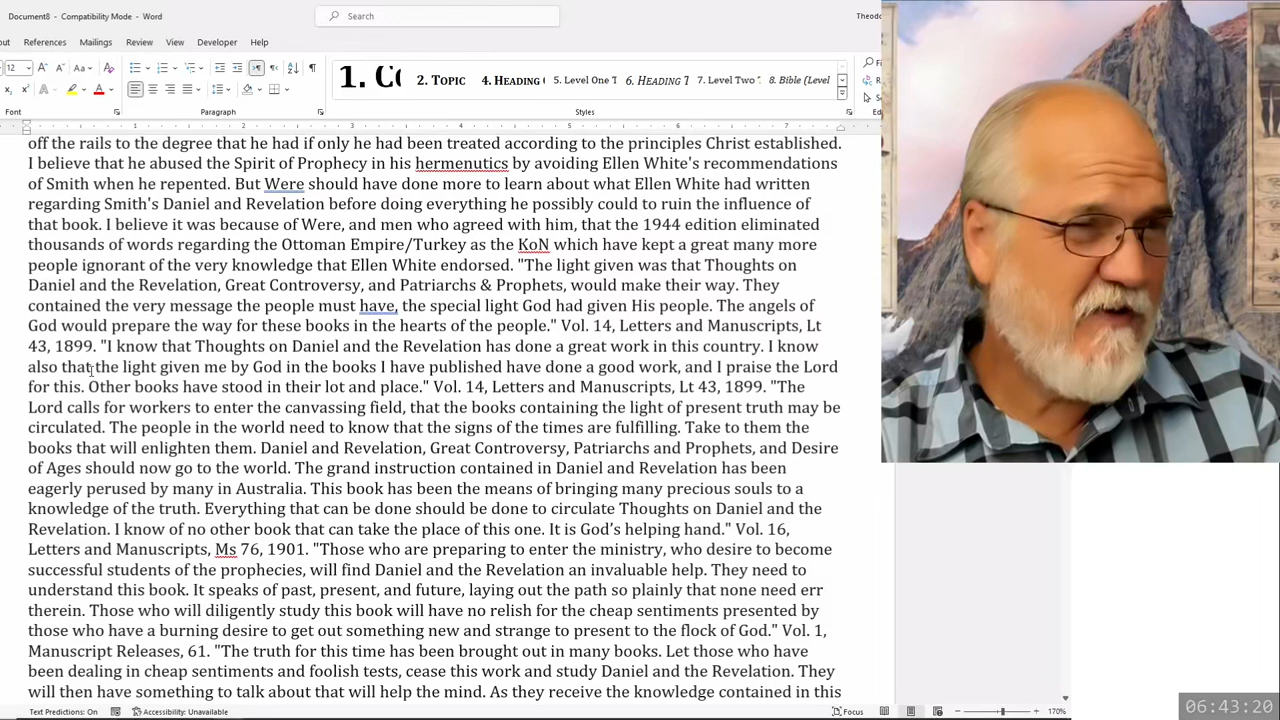 Document8 - Compatibility Mode - Word
Search
Theodo
out References Mailings Review View Developer Help
12
Aa
1. Co
2. Topic
4. Heading
5. Level One T
6. Heading T
7. Level Two
8. Bible (Level
Fi
Re
Se
Font
Paragraph
Styles
1 2 3 4 5 6 7
off the rails to the degree that he had if only he had been treated according to the principles Christ established.
I believe that he abused the Spirit of Prophecy in his hermenutics by avoiding Ellen White's recommendations
of Smith when he repented. But Were should have done more to learn about what Ellen White had written
regarding Smith's Daniel and Revelation before doing everything he possibly could to ruin the influence of
that book. I believe it was because of Were, and men who agreed with him, that the 1944 edition eliminated
thousands of words regarding the Ottoman Empire/Turkey as the KoN which have kept a great many more
people ignorant of the very knowledge that Ellen White endorsed. "The light given was that Thoughts on
Daniel and the Revelation, Great Controversy, and Patriarchs & Prophets, would make their way. They
contained the very message the people must have, the special light God had given His people. The angels of
God would prepare the way for these books in the hearts of the people." Vol. 14, Letters and Manuscripts, Lt
43, 1899. "I know that Thoughts on Daniel and the Revelation has done a great work in this country. I know
also that the light given me by God in the books I have published have done a good work, and I praise the Lord
for this. Other books have stood in their lot and place." Vol. 14, Letters and Manuscripts, Lt 43, 1899. "The
Lord calls for workers to enter the canvassing field, that the books containing the light of present truth may be
circulated. The people in the world need to know that the signs of the times are fulfilling. Take to them the
books that will enlighten them. Daniel and Revelation, Great Controversy, Patriarchs and Prophets, and Desire
of Ages should now go to the world. The grand instruction contained in Daniel and Revelation has been
eagerly perused by many in Australia. This book has been the means of bringing many precious souls to a
knowledge of the truth. Everything that can be done should be done to circulate Thoughts on Daniel and the
Revelation. I know of no other book that can take the place of this one. It is God’s helping hand." Vol. 16,
Letters and Manuscripts, Ms 76, 1901. "Those who are preparing to enter the ministry, who desire to become
successful students of the prophecies, will find Daniel and the Revelation an invaluable help. They need to
understand this book. It speaks of past, present, and future, laying out the path so plainly that none need err
therein. Those who will diligently study this book will have no relish for the cheap sentiments presented by
those who have a burning desire to get out something new and strange to present to the flock of God." Vol. 1,
Manuscript Releases, 61. "The truth for this time has been brought out in many books. Let those who have
been dealing in cheap sentiments and foolish tests, cease this work and study Daniel and the Revelation. They
will then have something to talk about that will help the mind. As they receive the knowledge contained in this
Text Predictions: On
Accessibility: Unavailable
Focus
170%
06:43:20